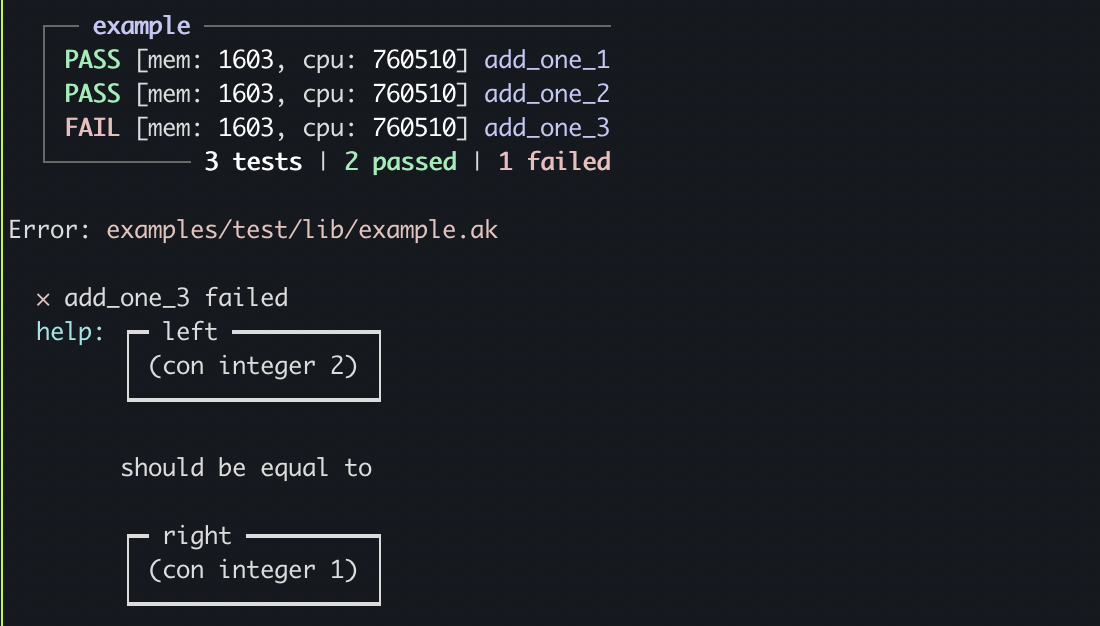 example
PASS [mem: 1603, cpu: 760510] add_one_1
PASS [mem: 1603, cpu: 760510] add_one_2
FAIL [mem: 1603, cpu: 760510] add_one_3
3 tests | 2 passed | 1 failed
Error: examples/test/lib/example.ak
× add_one_3 failed
help: left
(con integer 2)
should be equal to
right
(con integer 1)